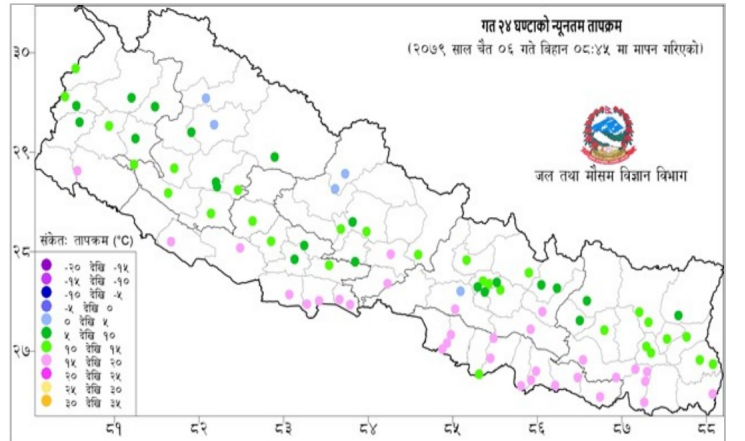 गत २४ घण्टाको न्यूनतम तापक्रम
(२०७९ साल चैत ०६ गते विहान ०८:४५ मा मापन गरिएको)
जल तथा मौसम विज्ञान विभाग
३०
२९
२८
२७
संकेतः तापक्रम (°C)
-२० देखि -१५
-१५ देखि -१०
-१० देखि -५
-५ देखि ०
० देखि ५
५ देखि १०
१० देखि १५
१५ देखि २०
२० देखि २५
२५ देखि ३०
३० देखि ३५
८१ ८२ ८३ ८४ ८५ ८६ ८७ ८८